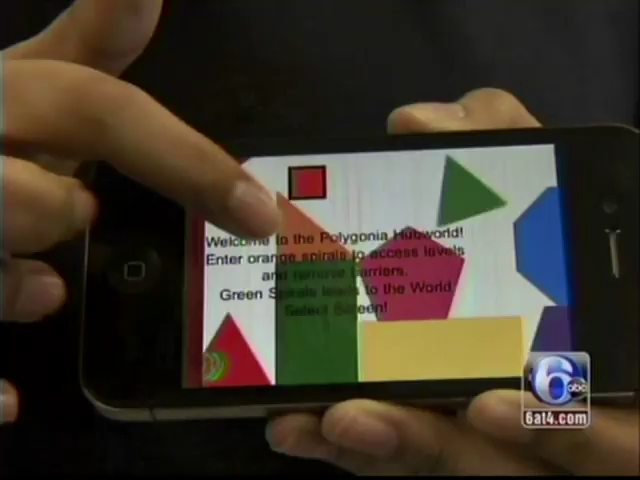 Welcome to the Polygonia Hubworld!
Enter orange spirals to access levels
and remove barriers.
Green Spirals leads to the World
Select Screen!
6 abc
6at4.com